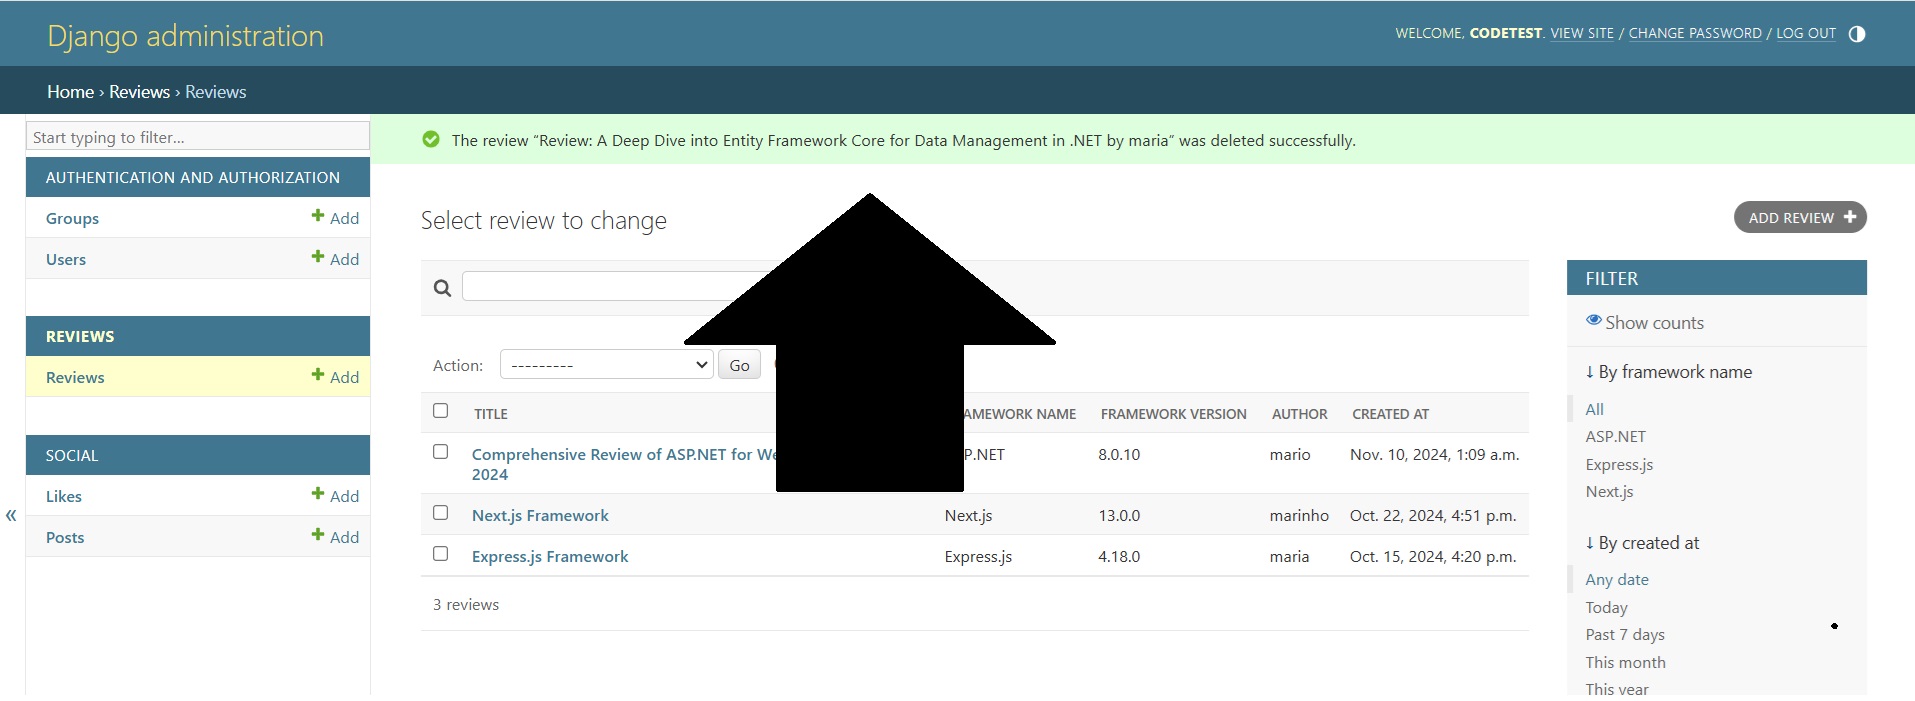 Django administration
WELCOME, CODETEST. VIEW SITE / CHANGE PASSWORD / LOG OUT
Home › Reviews › Reviews
Start typing to filter...
AUTHENTICATION AND AUTHORIZATION
Groups + Add
Users + Add
REVIEWS
Reviews + Add
SOCIAL
Likes + Add
Posts + Add
«
The review “Review: A Deep Dive into Entity Framework Core for Data Management in .NET by maria” was deleted successfully.
Select review to change
ADD REVIEW +
Action: --------- Go
TITLE FRAMEWORK VERSION AUTHOR CREATED AT
NAME
Comprehensive Review of ASP.NET for 8.0.10 mario Nov. 10, 2024, 1:09 a.m.
2024
Next.js Framework Next.js 13.0.0 marinho Oct. 22, 2024, 4:51 p.m.
Express.js Framework Express.js 4.18.0 maria Oct. 15, 2024, 4:20 p.m.
3 reviews
FILTER
Show counts
↓ By framework name
All
ASP.NET
Express.js
Next.js
↓ By created at
Any date
Today
Past 7 days
This month
This year